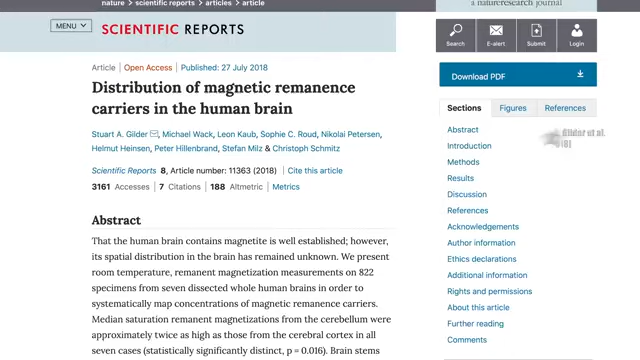 nature > scientific reports > articles > article
a natureresearch journal
MENU
SCIENTIFIC REPORTS
Search
E-alert
Submit
Login
Article | Open Access | Published: 27 July 2018
Distribution of magnetic remanence
carriers in the human brain
Stuart A. Gilder, Michael Wack, Leon Kaub, Sophie C. Roud, Nikolai Petersen,
Helmut Heinsen, Peter Hillenbrand, Stefan Milz & Christoph Schmitz
Scientific Reports 8, Article number: 11363 (2018) | Cite this article
3161 Accesses | 7 Citations | 188 Altmetric | Metrics
Abstract
That the human brain contains magnetite is well established; however,
its spatial distribution in the brain has remained unknown. We present
room temperature, remanent magnetization measurements on 822
specimens from seven dissected whole human brains in order to
systematically map concentrations of magnetic remanence carriers.
Median saturation remanent magnetizations from the cerebellum were
approximately twice as high as those from the cerebral cortex in all
seven cases (statistically significantly distinct, p = 0.016). Brain stems
Download PDF
Sections
Figures
References
Abstract
Introduction
Methods
Results
Discussion
References
Acknowledgements
Author information
Ethics declarations
Additional information
Rights and permissions
About this article
Further reading
Comments
Gildar et al.